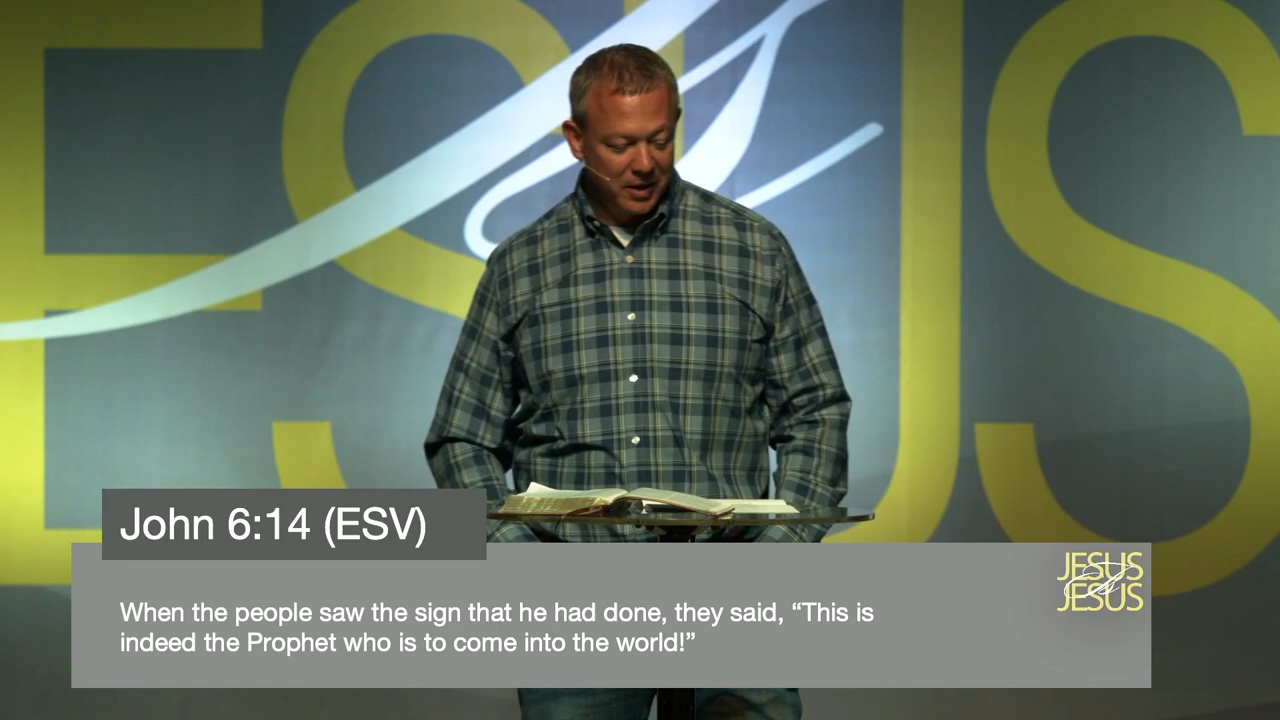 ESUS
John 6:14 (ESV)
JESUS
JESUS
When the people saw the sign that he had done, they said, “This is
indeed the Prophet who is to come into the world!”